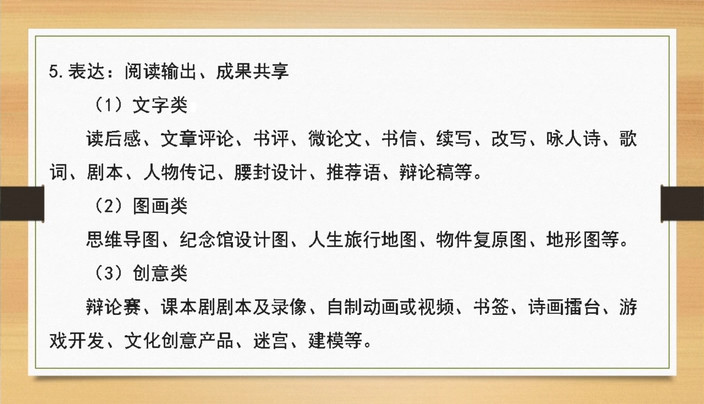 5.表达：阅读输出、成果共享
（1）文字类
读后感、文章评论、书评、微论文、书信、续写、改写、咏人诗、歌
词、剧本、人物传记、腰封设计、推荐语、辩论稿等。
（2）图画类
思维导图、纪念馆设计图、人生旅行地图、物件复原图、地形图等。
（3）创意类
辩论赛、课本剧剧本及录像、自制动画或视频、书签、诗画擂台、游
戏开发、文化创意产品、迷宫、建模等。